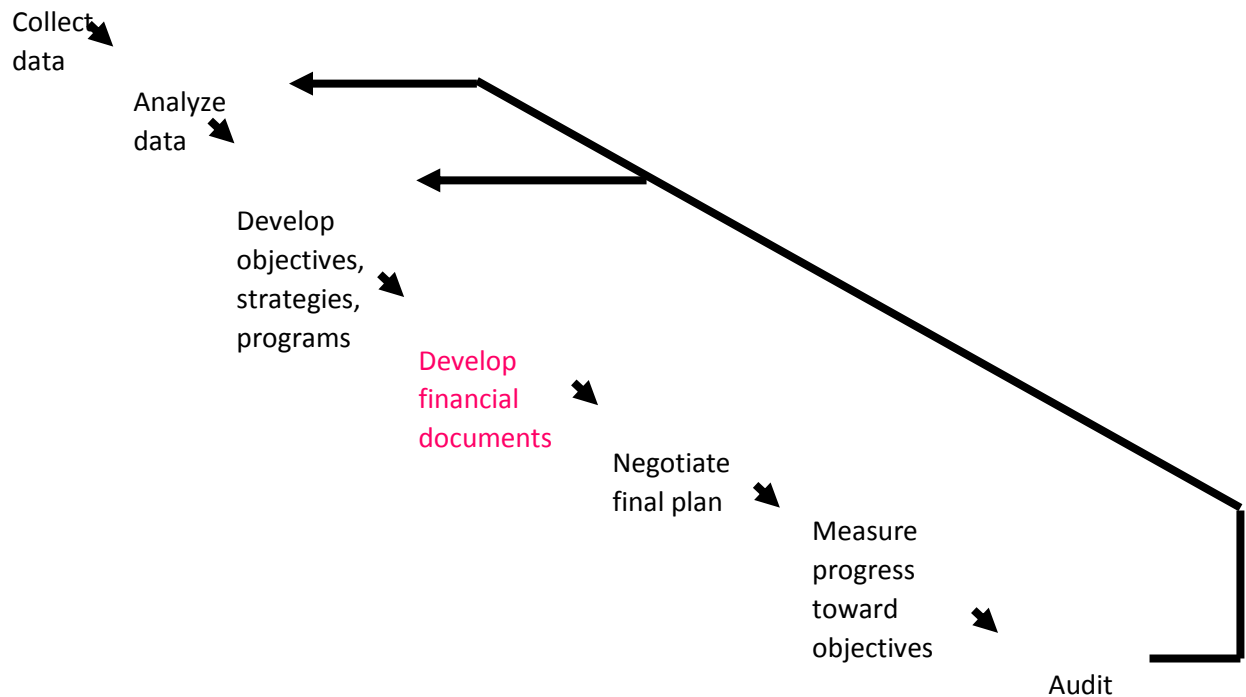 Collect
data
Analyze
data
Develop
objectives,
strategies,
programs
Develop
financial
documents
Negotiate
final plan
Measure
progress
toward
objectives
Audit